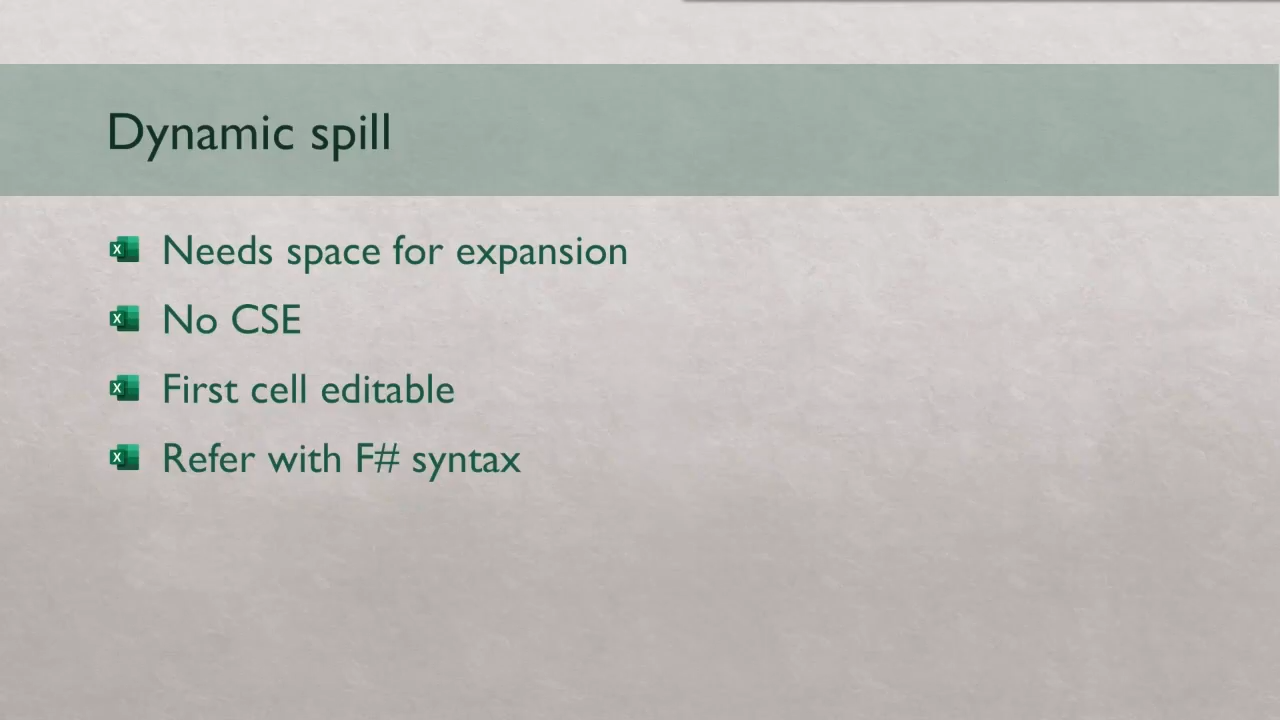 Dynamic spill
Needs space for expansion
No CSE
First cell editable
Refer with F# syntax